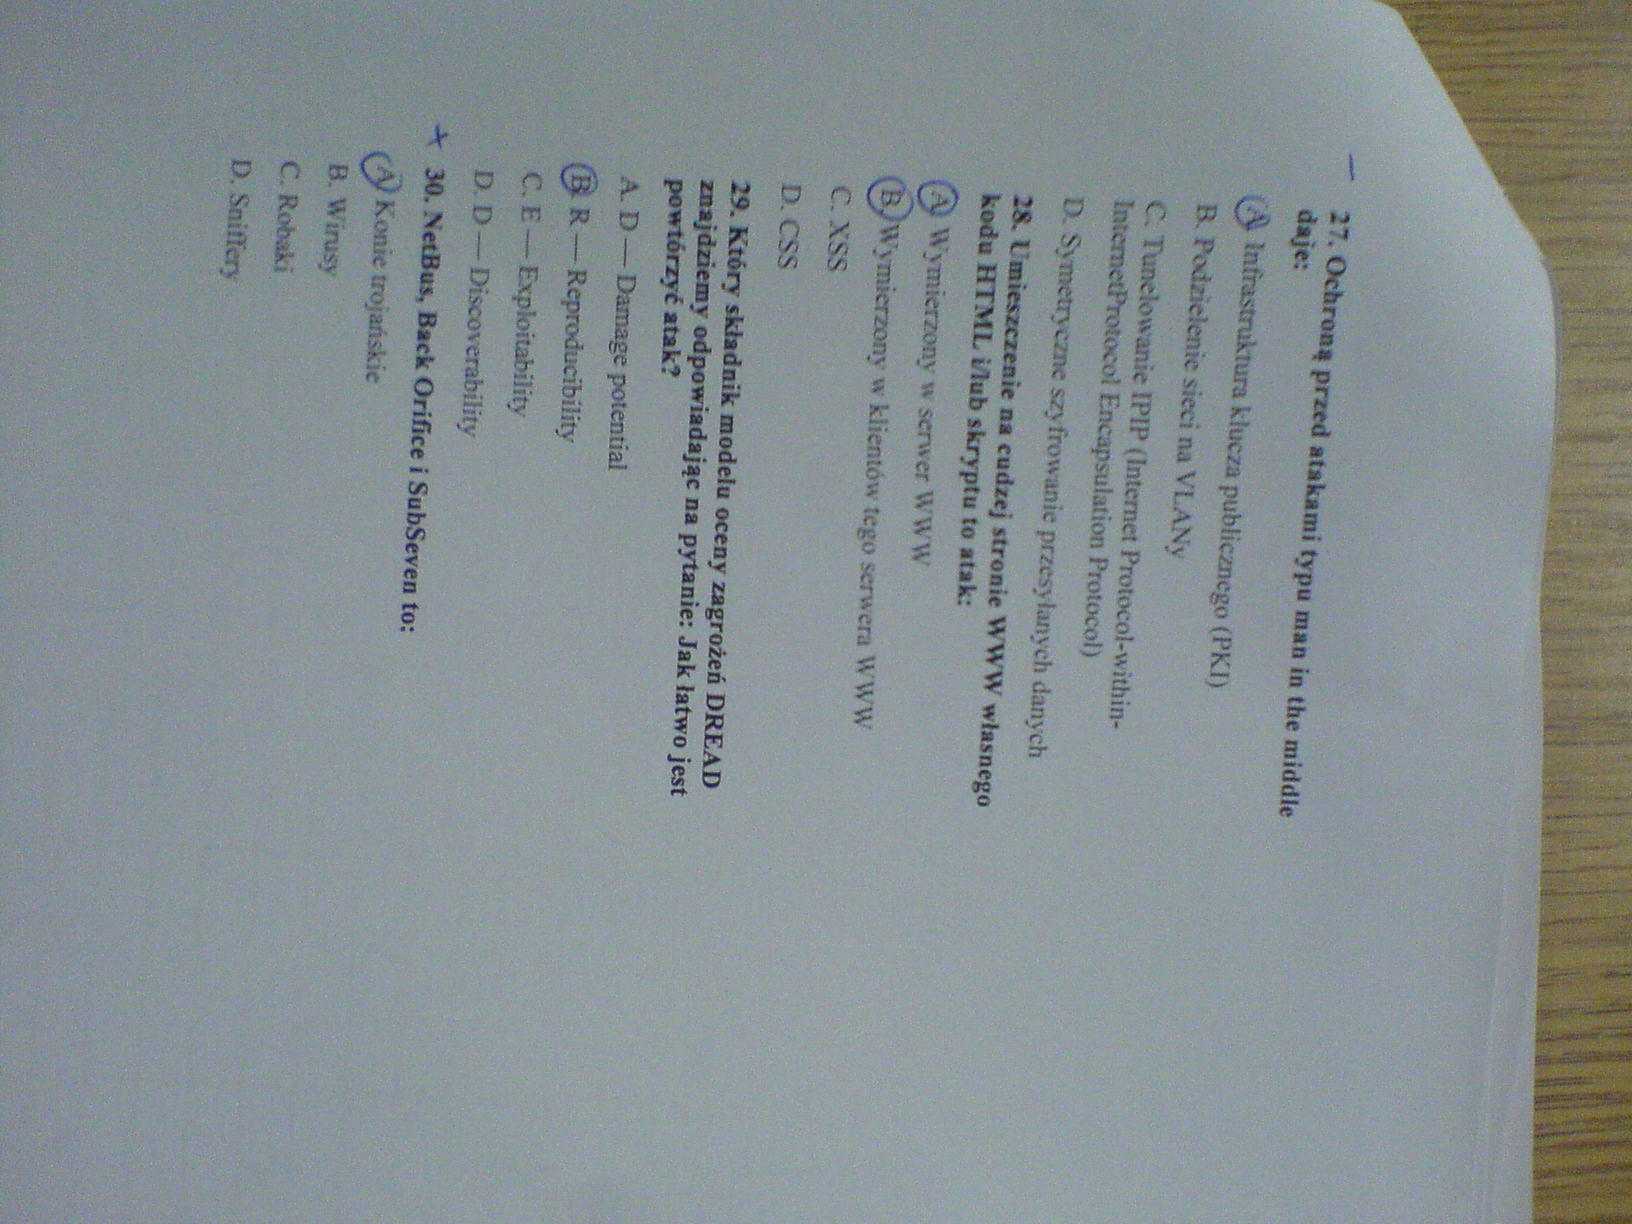 27. Ochroną przed atakami typu man in the middle
daje:
A. Infrastruktura klucza publicznego (PKI)
B. Podzielenie sieci na VLANy
C. Tunelowanie IPIP (Internet Protocol-within-
InternetProtocol Encapsulation Protocol)
D. Symetryczne szyfrowanie przesyłanych danych
28. Umieszczenie na cudzej stronie WWW własnego
kodu HTML i/lub skryptu to atak:
A. Wymierzony w serwer WWW
B. Wymierzony w klientów tego serwera WWW
C. XSS
D. CSS
29. Który składnik modelu oceny zagrożeń DREAD
znajdziemy odpowiadając na pytanie: Jak łatwo jest
powtórzyć atak?
A. D — Damage potential
B. R — Reproducibility
C. E — Exploitability
D. D — Discoverability
30. NetBus, Back Orifice i SubSeven to:
A. Konie trojańskie
B. Wirusy
C. Robaki
D. Sniffery